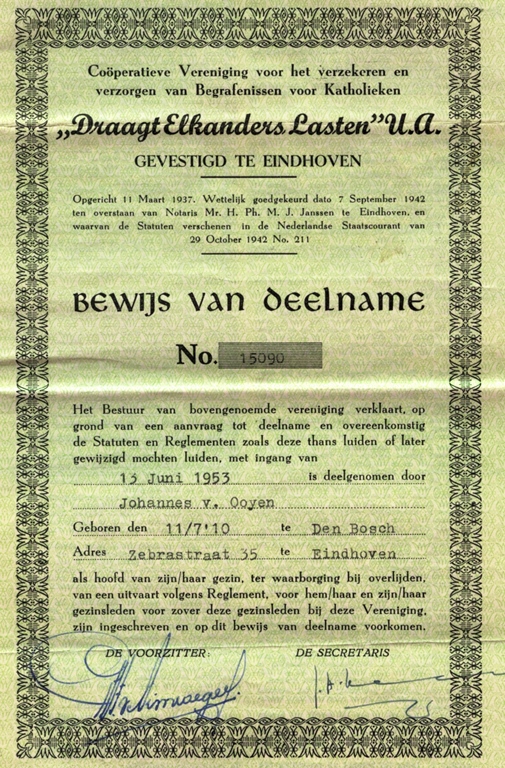 Coöperatieve Vereniging voor het verzekeren en
verzorgen van Begrafenissen voor Katholieken
„Draagt Elkanders Lasten” U.A.
GEVESTIGD TE EINDHOVEN
Opgericht 11 Maart 1937. Wettelijk goedgekeurd dato 7 September 1942
ten overstaan van Notaris Mr. H. Ph. M. J. Janssen te Eindhoven, en
waarvan de Statuten verschenen in de Nederlandse Staatscourant van
29 October 1942 No. 211
BEWIJS VAN DEELNAME
No. 15090
Het Bestuur van bovengenoemde vereniging verklaart, op
grond van een aanvraag tot deelname en overeenkomstig
de Statuten en Reglementen zoals deze thans luiden of later
gewijzigd mochten luiden, met ingang van
13 Juni 1953 is deelgenomen door
Johannes v. Ooyen
Geboren den 11/7'10 te Den Bosch
Adres Zebrastraat 35 te Eindhoven
als hoofd van zijn/haar gezin, ter waarborging bij overlijden,
van een uitvaart volgens Reglement, voor hem/haar en zijn/haar
gezinsleden voor zover deze gezinsleden bij deze Vereniging,
zijn ingeschreven en op dit bewijs van deelname voorkomen.
DE VOORZITTER: DE SECRETARIS